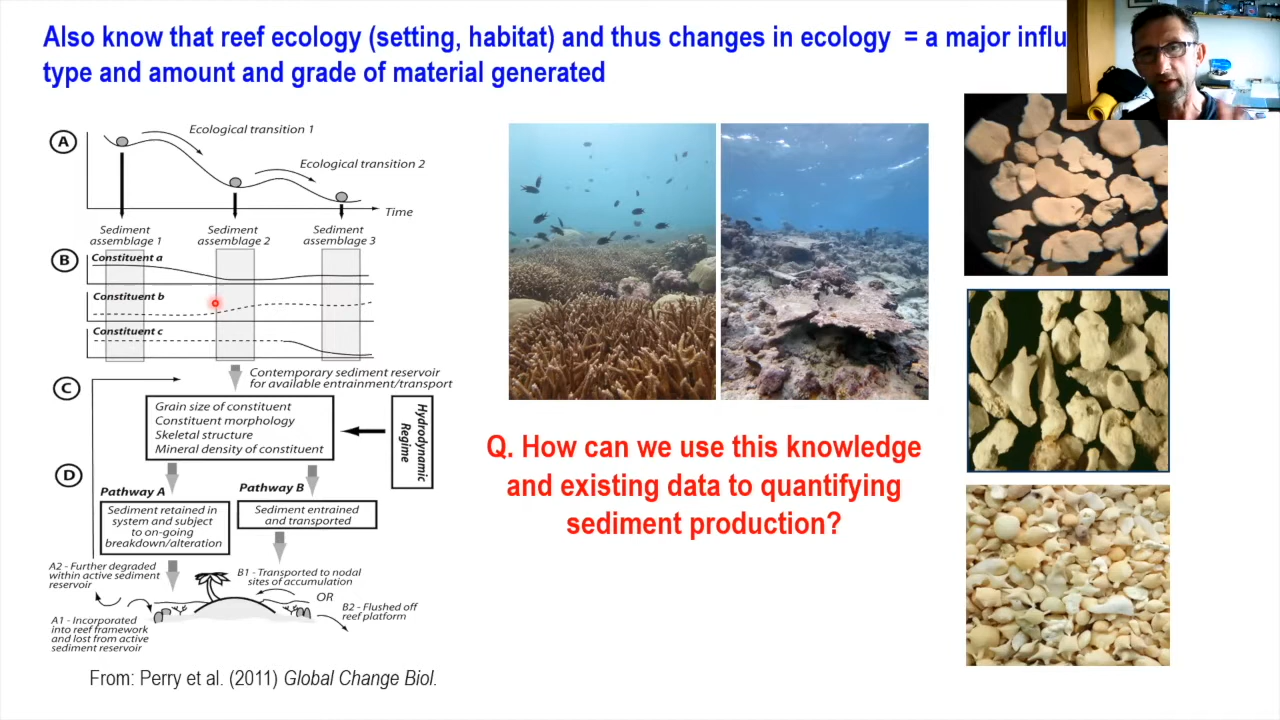 Also know that reef ecology (setting, habitat) and thus changes in ecology = a major
type and amount and grade of material generated
A
Ecological transition 1
Ecological transition 2
Time
Sediment assemblage 1
Sediment assemblage 2
Sediment assemblage 3
B
Constituent a
Constituent b
Constituent c
Contemporary sediment reservoir
for available entrainment/transport
C
Grain size of constituent
Constituent morphology
Skeletal structure
Mineral density of constituent
Hydrodynamic
Regime
D
Pathway A
Pathway B
Sediment retained in
system and subject
to on-going
breakdown/alteration
Sediment entrained
and transported
A2 - Further degraded
within active sediment
reservoir
B1 - Transported to nodal
sites of accumulation
OR
B2 - Flushed off
reef platform
A1 - Incorporated
into reef framework
and lost from active
sediment reservoir
From: Perry et al. (2011) Global Change Biol.
Q. How can we use this knowledge
and existing data to quantifying
sediment production?